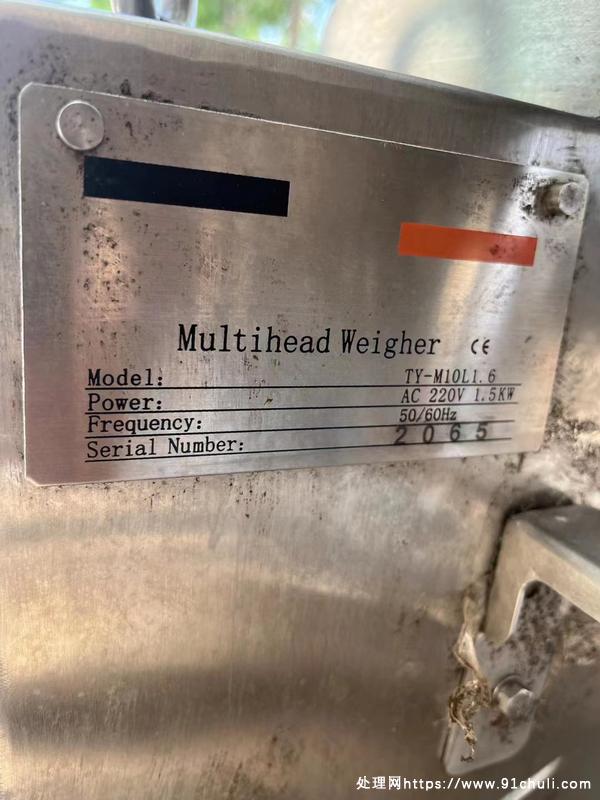 Multihead Weigher CE
Model: TY-M10L1.6
Power: AC 220V 1.5KW
Frequency: 50/60Hz
Serial Number: 2065
处理网https://www.91chuli.com/